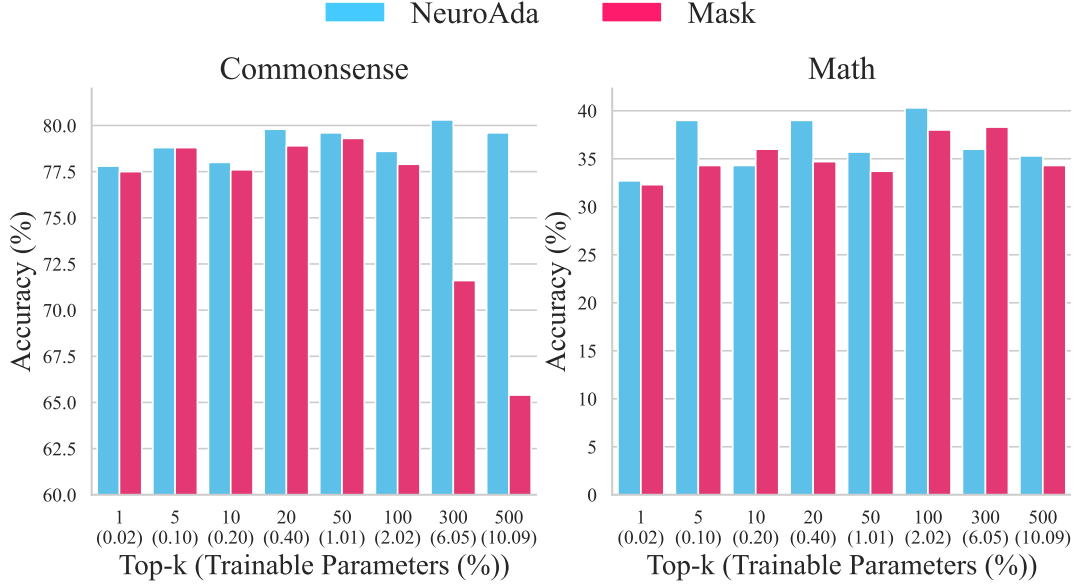 NeuroAda Mask
Commonsense
Accuracy (%)
80.0
77.5
75.0
72.5
70.0
67.5
65.0
62.5
60.0
1 5 10 20 50 100 300 500
(0.02) (0.10) (0.20) (0.40) (1.01) (2.02) (6.05) (10.09)
Top-k (Trainable Parameters (%))
Math
Accuracy (%)
40
35
30
25
20
15
10
5
0
1 5 10 20 50 100 300 500
(0.02) (0.10) (0.20) (0.40) (1.01) (2.02) (6.05) (10.09)
Top-k (Trainable Parameters (%))